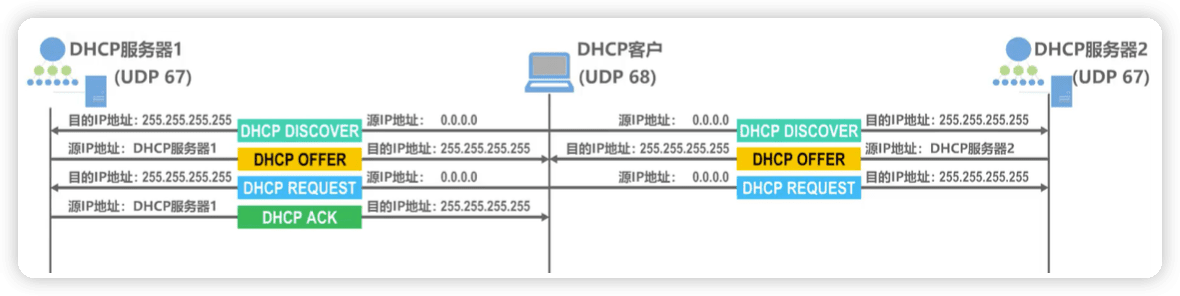 DHCP服务器1
(UDP 67)
DHCP客户
(UDP 68)
DHCP服务器2
(UDP 67)
目的IP地址: 255.255.255.255 DHCP DISCOVER 源IP地址: 0.0.0.0 源IP地址: 0.0.0.0 DHCP DISCOVER 目的IP地址: 255.255.255.255
源IP地址: DHCP服务器1 DHCP OFFER 目的IP地址: 255.255.255.255 目的IP地址: 255.255.255.255 DHCP OFFER 源IP地址: DHCP服务器2
目的IP地址: 255.255.255.255 DHCP REQUEST 源IP地址: 0.0.0.0 源IP地址: 0.0.0.0 DHCP REQUEST 目的IP地址: 255.255.255.255
源IP地址: DHCP服务器1 DHCP ACK 目的IP地址: 255.255.255.255